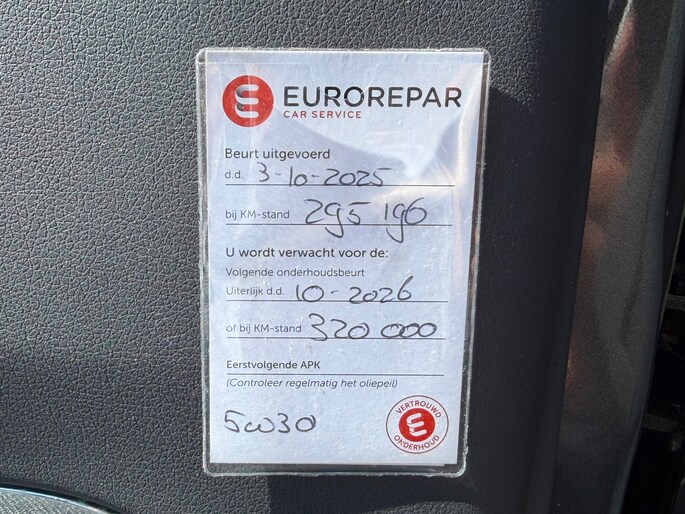 EUROREPAR
CAR SERVICE
Beurt uitgevoerd
d.d. 3-10-2025
bij KM-stand 295 196
U wordt verwacht voor de:
Volgende onderhoudsbeurt
Uiterlijk d.d. 10-2026
of bij KM-stand 320 000
Eerstvolgende APK
(Controleer regelmatig het oliepeil)
5w30
VERTROUWD
ONDERHOUD